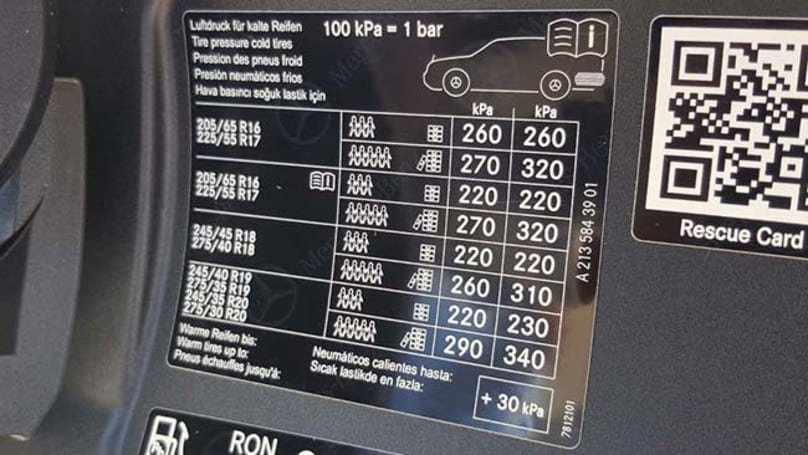 Luftdruck für kalte Reifen
100 kPa = 1 bar
Tire pressure cold tires
Pression des pneus froid
Presión neumáticos frios
Hava basıncı soğuk lastik için
kPa kPa
205/65 R16
225/55 R17
260 260
270 320
205/65 R16
225/55 R17
220 220
270 320
245/45 R18
275/40 R18
220 220
260 310
245/40 R19
275/35 R19
245/35 R20
275/30 R20
220 230
290 340
Warme Reifen bis:
Warm tires up to:
Pneus échauffes jusqu'à:
Neumáticos calientes hasta:
Sıcak lastikde en fazla:
+ 30 kPa
A 213 584 39 01
7812101
Rescue Card
RON